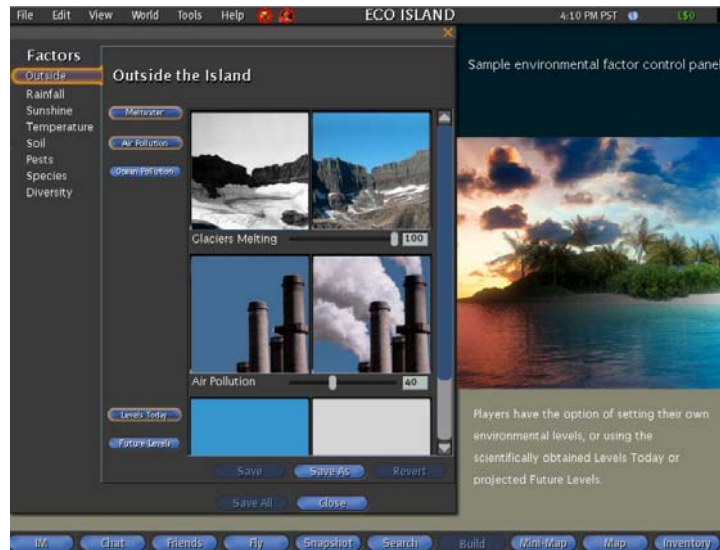 File Edit View World Tools Help ECO ISLAND 4:10 PM PST L$0
Factors
Outside
Rainfall
Sunshine
Temperature
Soil
Pests
Species
Diversity
Outside the Island
Meltwater
Air Pollution
Ocean Pollution
Glaciers Melting 100
Air Pollution 40
Levels Today
Future Levels
Save Save As Revert
Save All Close
Sample environmental factor control panel
Players have the option of setting their own
environmental levels, or using the
scientifically obtained Levels Today or
projected Future Levels.
IM Chat Friends Fly Snapshot Search Build Mini-Map Map Inventory